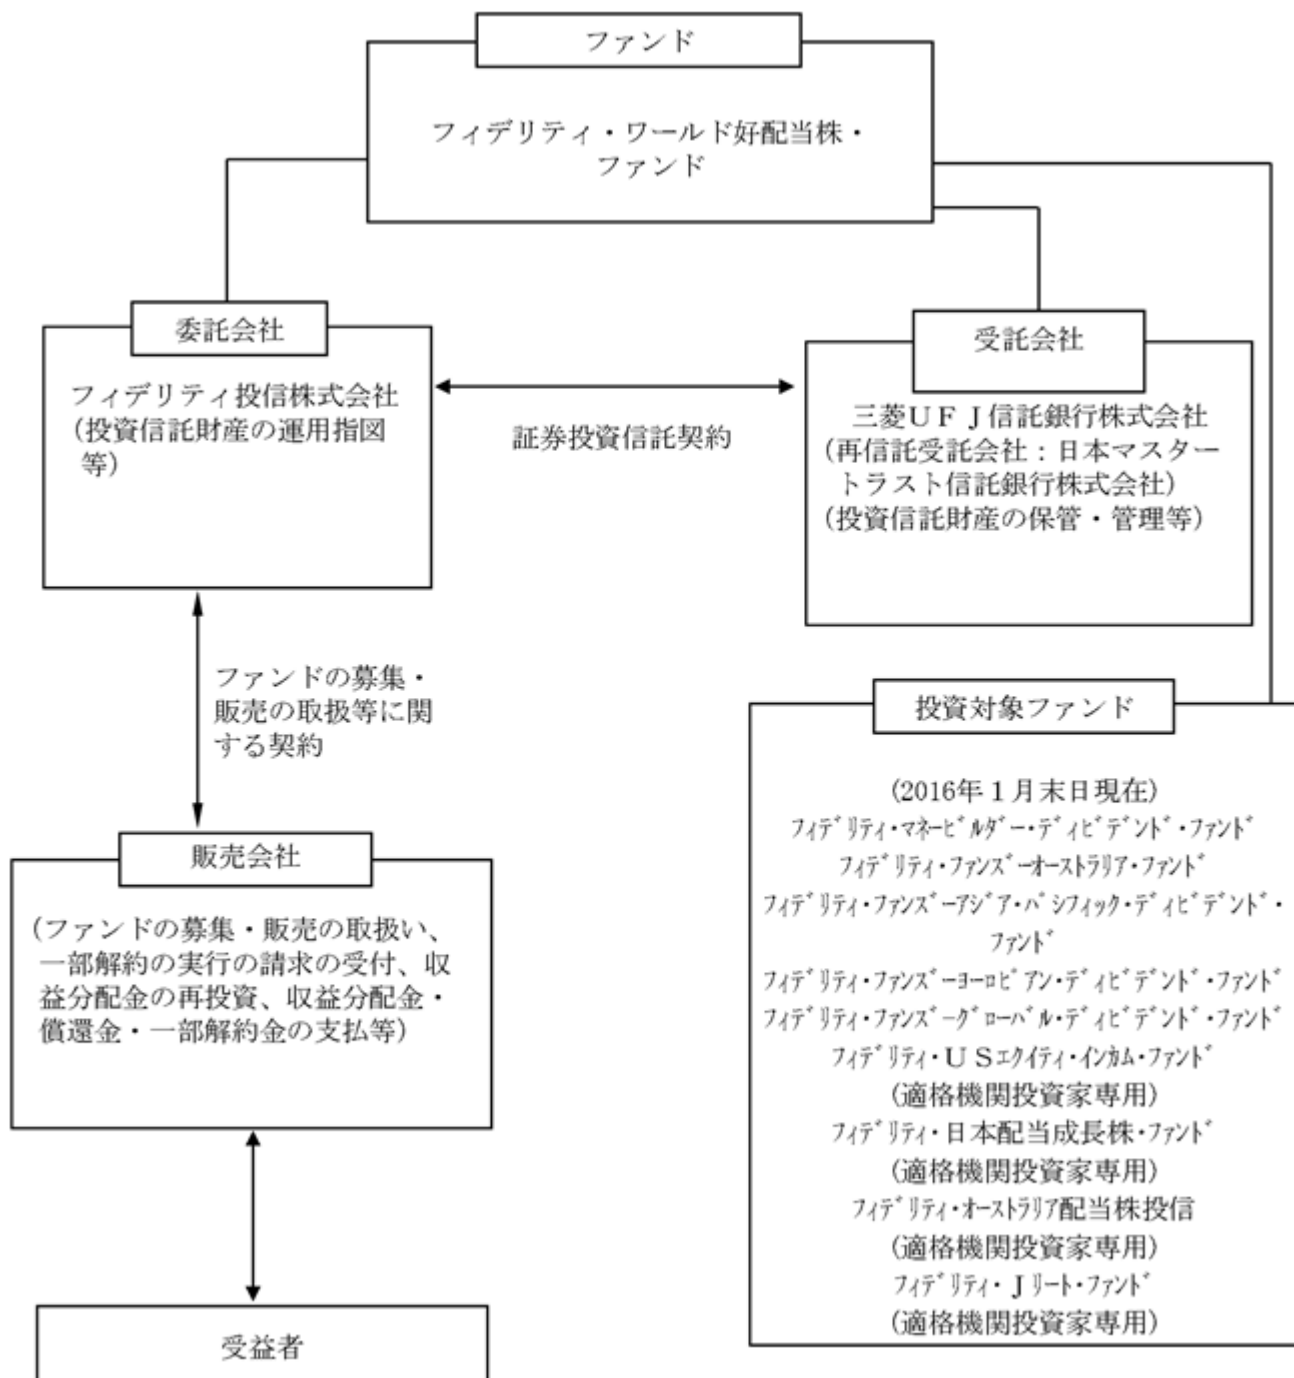 ファンド
フィデリティ・ワールド好配当株・
ファンド
委託会社
フィデリティ投信株式会社
(投資信託財産の運用指図
等)
証券投資信託契約
受託会社
三菱UFJ信託銀行株式会社
(再信託受託会社:日本マスター
トラスト信託銀行株式会社)
(投資信託財産の保管・管理等)
ファンドの募集・
販売の取扱等に関
する契約
販売会社
(ファンドの募集・販売の取扱い、
一部解約の実行の請求の受付、収
益分配金の再投資、収益分配金・
償還金・一部解約金の支払等)
受益者
投資対象ファンド
(2016年1月末日現在)
フィデリティ・マネービルダー・ディビデンド・ファンド
フィデリティ・ファンズ-オーストラリア・ファンド
フィデリティ・ファンズ-アジア・パシフィック・ディビデンド・
ファンド
フィデリティ・ファンズ-ヨーロピアン・ディビデンド・ファンド
フィデリティ・ファンズ-グローバル・ディビデンド・ファンド
フィデリティ・USエクイティ・インカム・ファンド
(適格機関投資家専用)
フィデリティ・日本配当成長株・ファンド
(適格機関投資家専用)
フィデリティ・オーストラリア配当株投信
(適格機関投資家専用)
フィデリティ・Jリート・ファンド
(適格機関投資家専用)